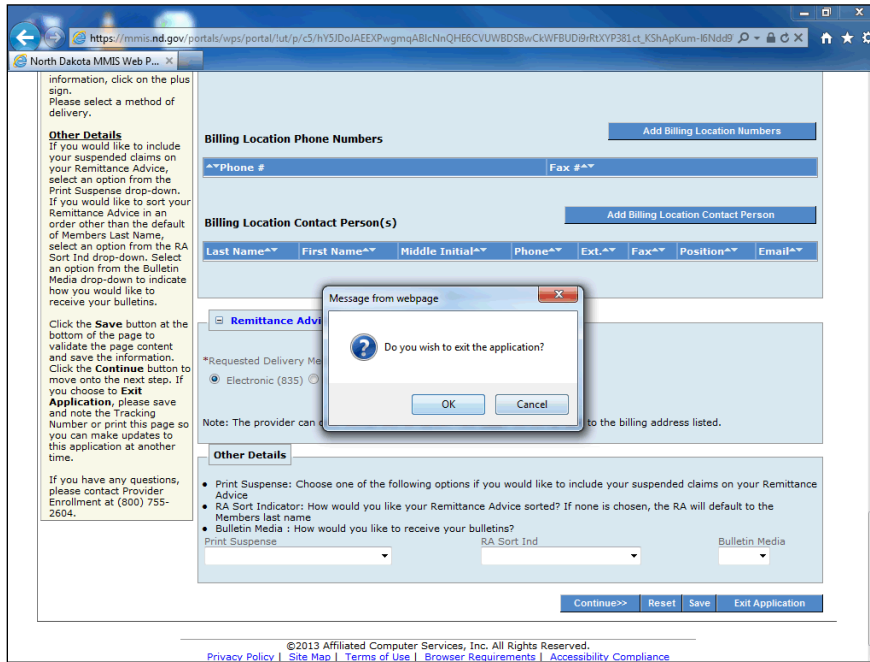 https://mmis.nd.gov/portals/wps/portal/!ut/p/c5/
North Dakota MMIS Web P...
information, click on the plus
sign.
Please select a method of
delivery.
Other Details
If you would like to include
your suspended claims on
your Remittance Advice,
select an option from the
Print Suspense drop-down.
If you would like to sort your
Remittance Advice in an
order other than the default
of Members Last Name,
select an option from the RA
Sort Ind drop-down. Select
an option from the Bulletin
Media drop-down to indicate
how you would like to
receive your bulletins.
Click the Save button at the
bottom of the page to
validate the page content
and save the information.
Click the Continue button to
move onto the next step. If
you choose to Exit
Application, please save
and note the Tracking
Number or print this page so
you can make updates to
this application at another
time.
If you have any questions,
please contact Provider
Enrollment at (800) 755-
2604.
Billing Location Phone Numbers
Add Billing Location Numbers
Phone # Fax #
Billing Location Contact Person(s)
Add Billing Location Contact Person
Last Name First Name Middle Initial Phone Ext. Fax Position Email
Message from webpage
Do you wish to exit the application?
OK Cancel
Remittance Advi
*Requested Delivery Me
Electronic (835)
Note: The provider can to the billing address listed.
Other Details
• Print Suspense: Choose one of the following options if you would like to include your suspended claims on your Remittance
Advice
• RA Sort Indicator: How would you like your Remittance Advice sorted? If none is chosen, the RA will default to the
Members last name
• Bulletin Media : How would you like to receive your bulletins?
Print Suspense RA Sort Ind Bulletin Media
Continue>> Reset Save Exit Application
©2013 Affiliated Computer Services, Inc. All Rights Reserved.
Privacy Policy | Site Map | Terms of Use | Browser Requirements | Accessibility Compliance